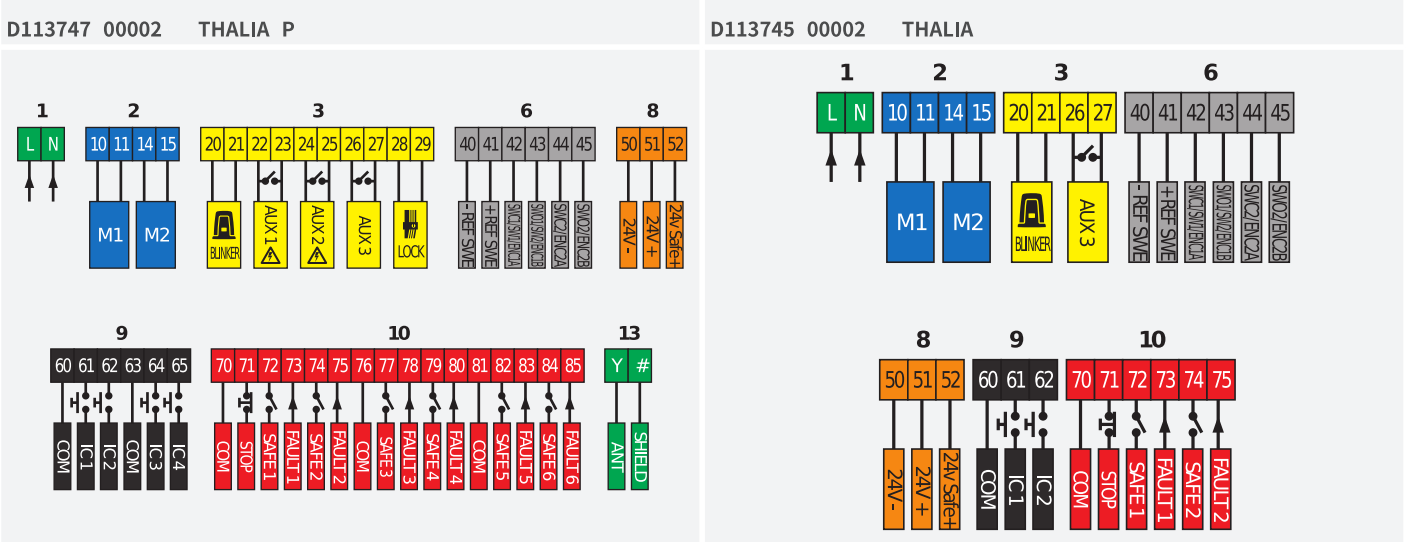 D113747 00002 THALIA P
1 2 3 6 8
L N 10 11 14 15 20 21 22 23 24 25 26 27 28 29 40 41 42 43 44 45 50 51 52
M1 M2 BLINKER AUX 1 AUX 2 AUX 3 LOCK - REF SWE + REF SWE SWC1/SW1/ENC1A SWO1/SW2/ENC1B SWC2/ENC2A SWO2/ENC2B 24V - 24V + 24v Safe+
9 10 13
60 61 62 63 64 65 70 71 72 73 74 75 76 77 78 79 80 81 82 83 84 85 Y #
COM IC 1 IC 2 COM IC 3 IC 4 COM STOP SAFE 1 FAULT 1 SAFE 2 FAULT 2 COM SAFE3 FAULT 3 SAFE 4 FAULT 4 COM SAFE 5 FAULT 5 SAFE 6 FAULT 6 ANT SHIELD
D113745 00002 THALIA
1 2 3 6
L N 10 11 14 15 20 21 26 27 40 41 42 43 44 45
M1 M2 BLINKER AUX 3 - REF SWE + REF SWE SWC1/SW1/ENC1A SWO1/SW2/ENC1B SWC2/ENC2A SWO2/ENC2B
8 9 10
50 51 52 60 61 62 70 71 72 73 74 75
24V - 24V + 24v Safe+ COM IC 1 IC 2 COM STOP SAFE 1 FAULT 1 SAFE 2 FAULT 2